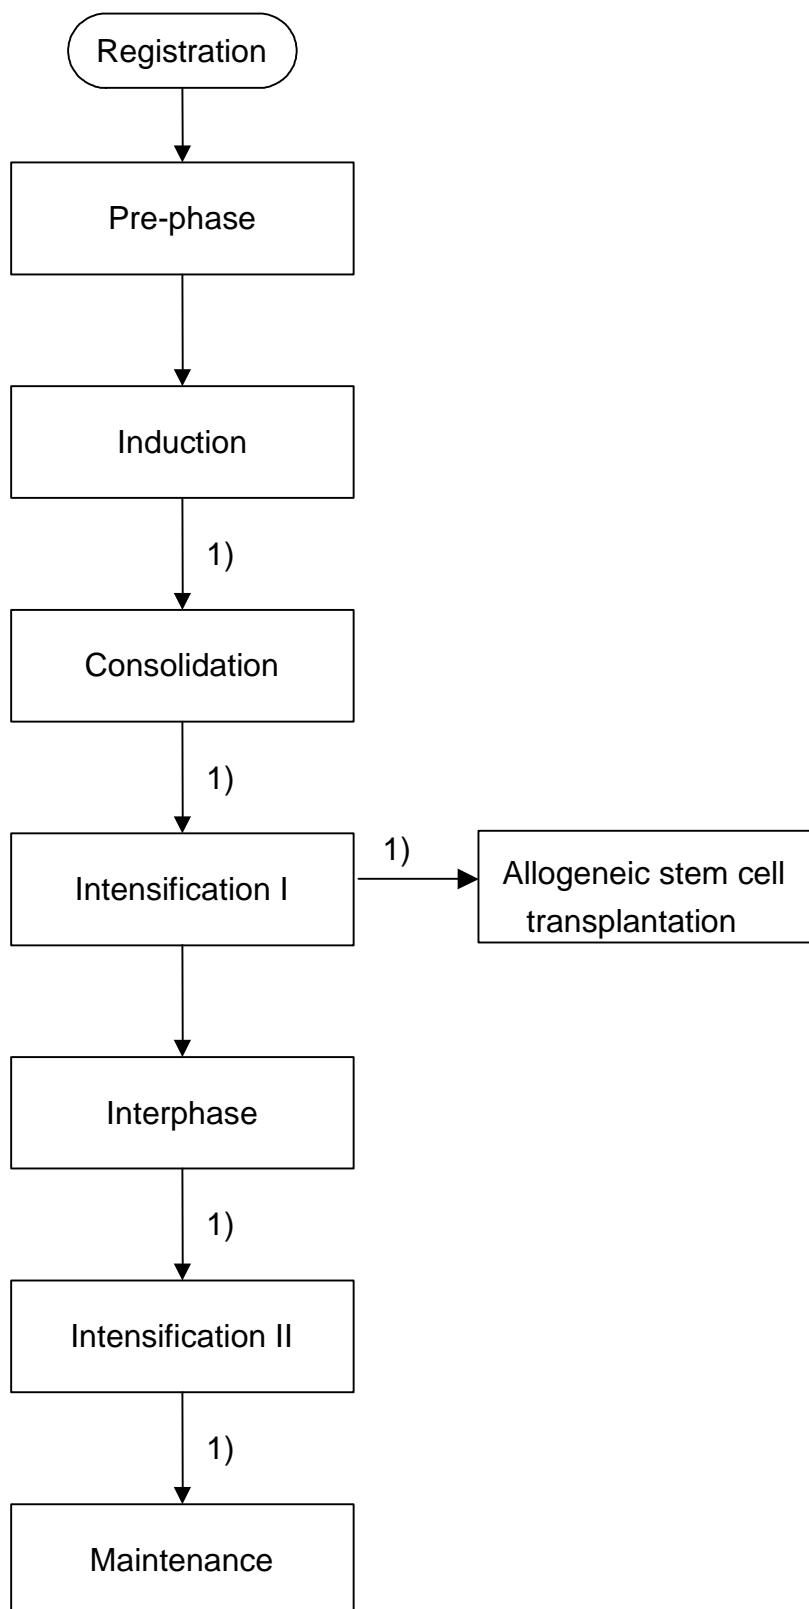 Registration
Pre-phase
Induction
1)
Consolidation
1)
Intensification I
1)
Allogeneic stem cell
transplantation
Interphase
1)
Intensification II
1)
Maintenance